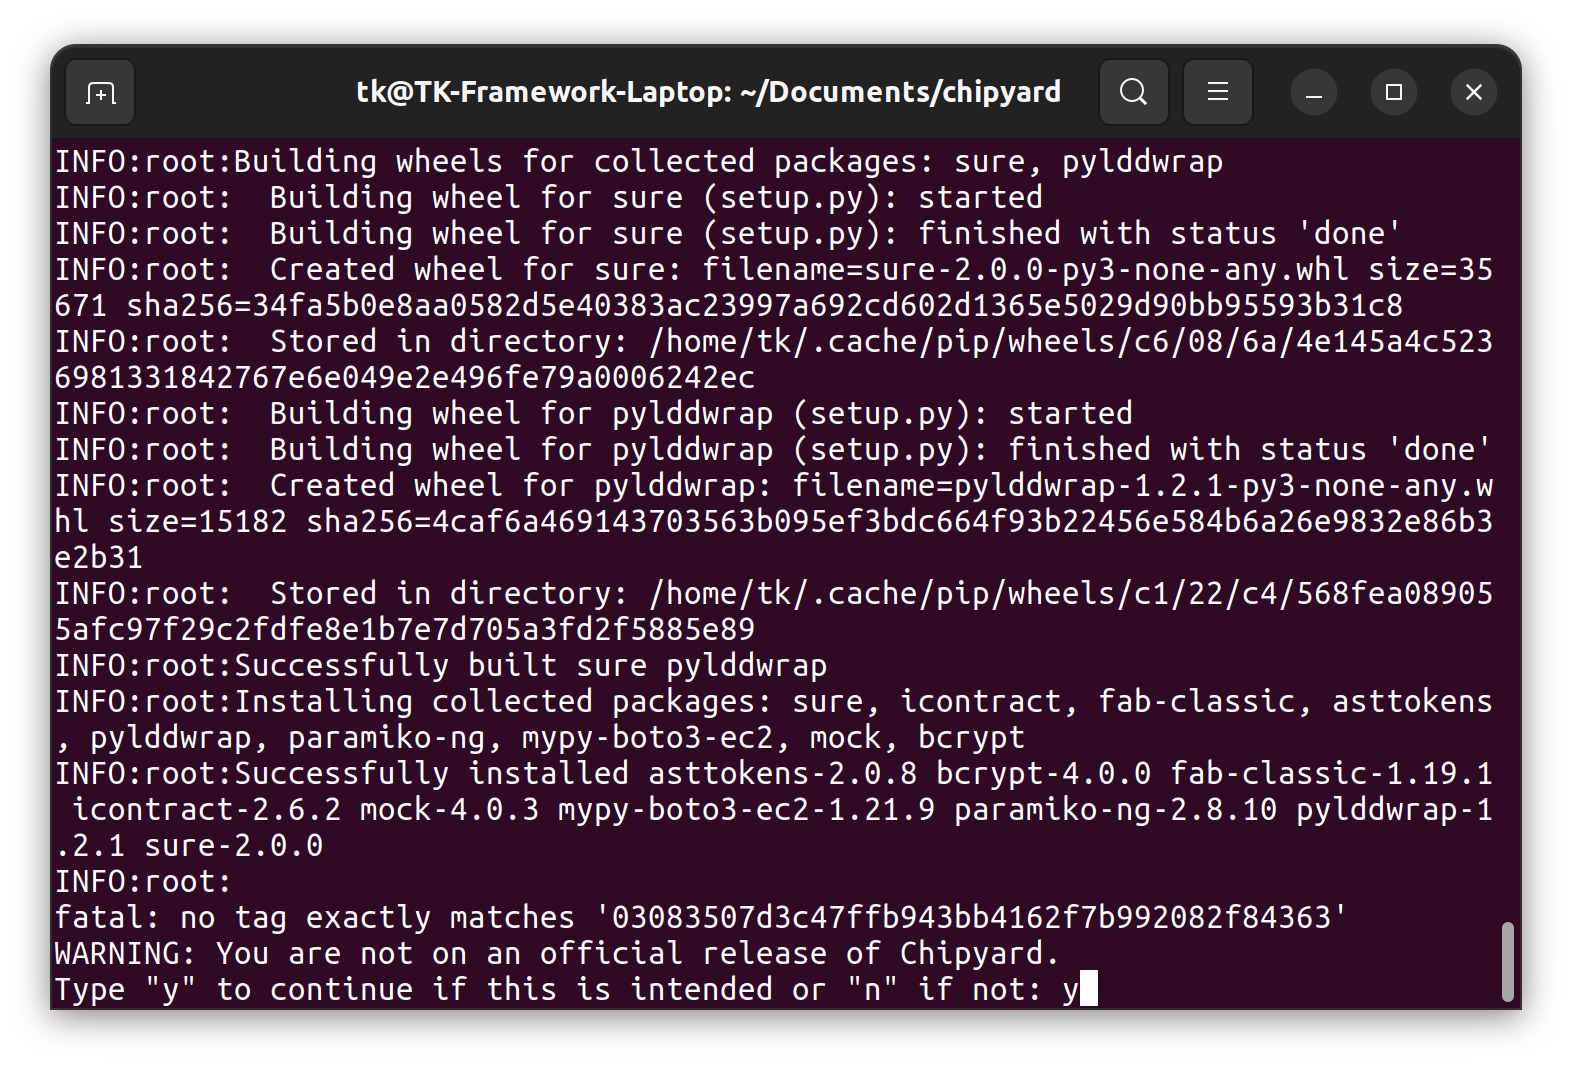 tk@TK-Framework-Laptop: ~/Documents/chipyard
INFO:root:Building wheels for collected packages: sure, pylddwrap
INFO:root:  Building wheel for sure (setup.py): started
INFO:root:  Building wheel for sure (setup.py): finished with status 'done'
INFO:root:  Created wheel for sure: filename=sure-2.0.0-py3-none-any.whl size=35
671 sha256=34fa5b0e8aa0582d5e40383ac23997a692cd602d1365e5029d90bb95593b31c8
INFO:root:  Stored in directory: /home/tk/.cache/pip/wheels/c6/08/6a/4e145a4c523
6981331842767e6e049e2e496fe79a0006242ec
INFO:root:  Building wheel for pylddwrap (setup.py): started
INFO:root:  Building wheel for pylddwrap (setup.py): finished with status 'done'
INFO:root:  Created wheel for pylddwrap: filename=pylddwrap-1.2.1-py3-none-any.w
hl size=15182 sha256=4caf6a469143703563b095ef3bdc664f93b22456e584b6a26e9832e86b3
e2b31
INFO:root:  Stored in directory: /home/tk/.cache/pip/wheels/c1/22/c4/568fea08905
5afc97f29c2fdfe8e1b7e7d705a3fd2f5885e89
INFO:root:Successfully built sure pylddwrap
INFO:root:Installing collected packages: sure, icontract, fab-classic, asttokens
, pylddwrap, paramiko-ng, mypy-boto3-ec2, mock, bcrypt
INFO:root:Successfully installed asttokens-2.0.8 bcrypt-4.0.0 fab-classic-1.19.1
 icontract-2.6.2 mock-4.0.3 mypy-boto3-ec2-1.21.9 paramiko-ng-2.8.10 pylddwrap-1
.2.1 sure-2.0.0
INFO:root:
fatal: no tag exactly matches '03083507d3c47ffb943bb4162f7b992082f84363'
WARNING: You are not on an official release of Chipyard.
Type "y" to continue if this is intended or "n" if not: y